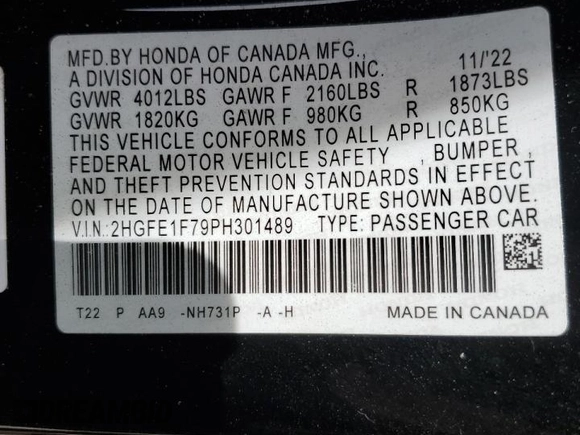 MFD.BY HONDA OF CANADA MFG., 11/'22
A DIVISION OF HONDA CANADA INC.
GVWR 4012LBS GAWR F 2160LBS R 1873LBS
GVWR 1820KG GAWR F 980KG R 850KG
THIS VEHICLE CONFORMS TO ALL APPLICABLE
FEDERAL MOTOR VEHICLE SAFETY , BUMPER ,
AND THEFT PREVENTION STANDARDS IN EFFECT
ON THE DATE OF MANUFACTURE SHOWN ABOVE.
V.I.N.:2HGFE1F79PH301489 TYPE: PASSENGER CAR
T22 P AA9 -NH731P -A -H MADE IN CANADA